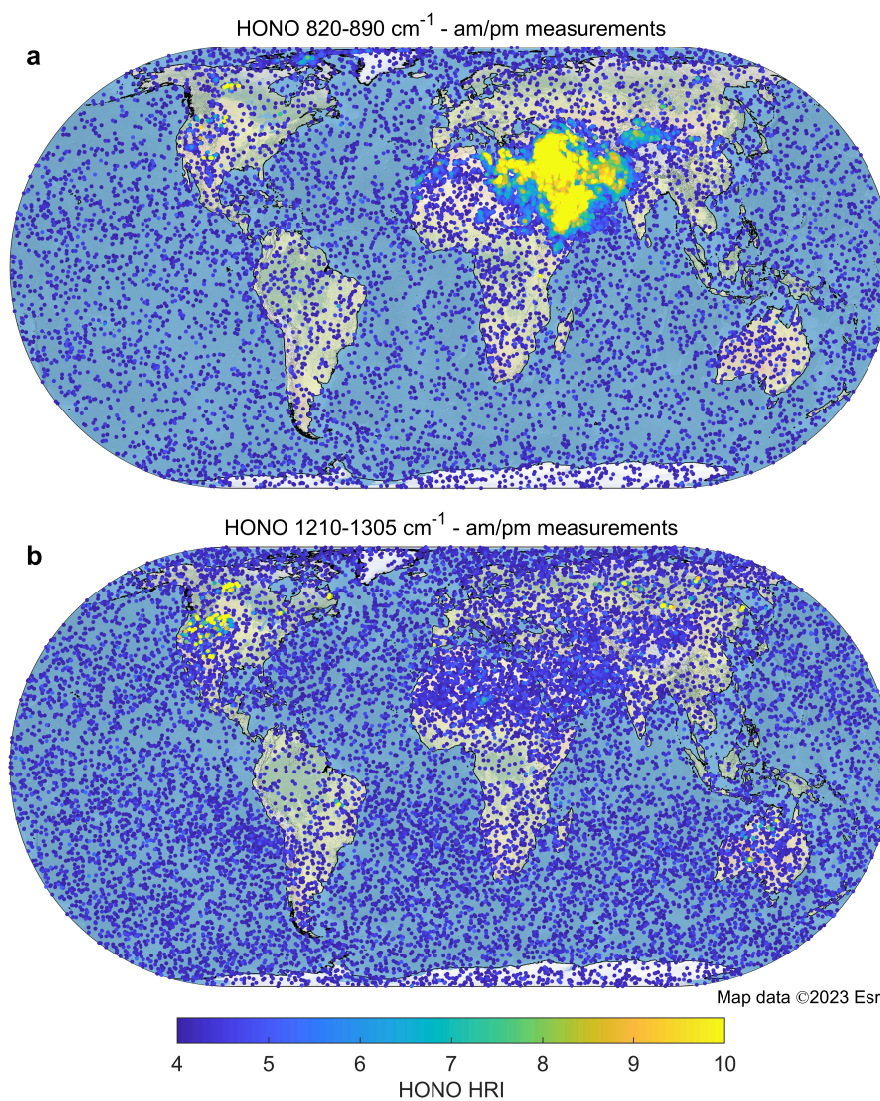 HONO 820-890 cm-1 - am/pm measurements
a
HONO 1210-1305 cm-1 - am/pm measurements
b
Map data ©2023 Esr
4 5 6 7 8 9 10
HONO HRI